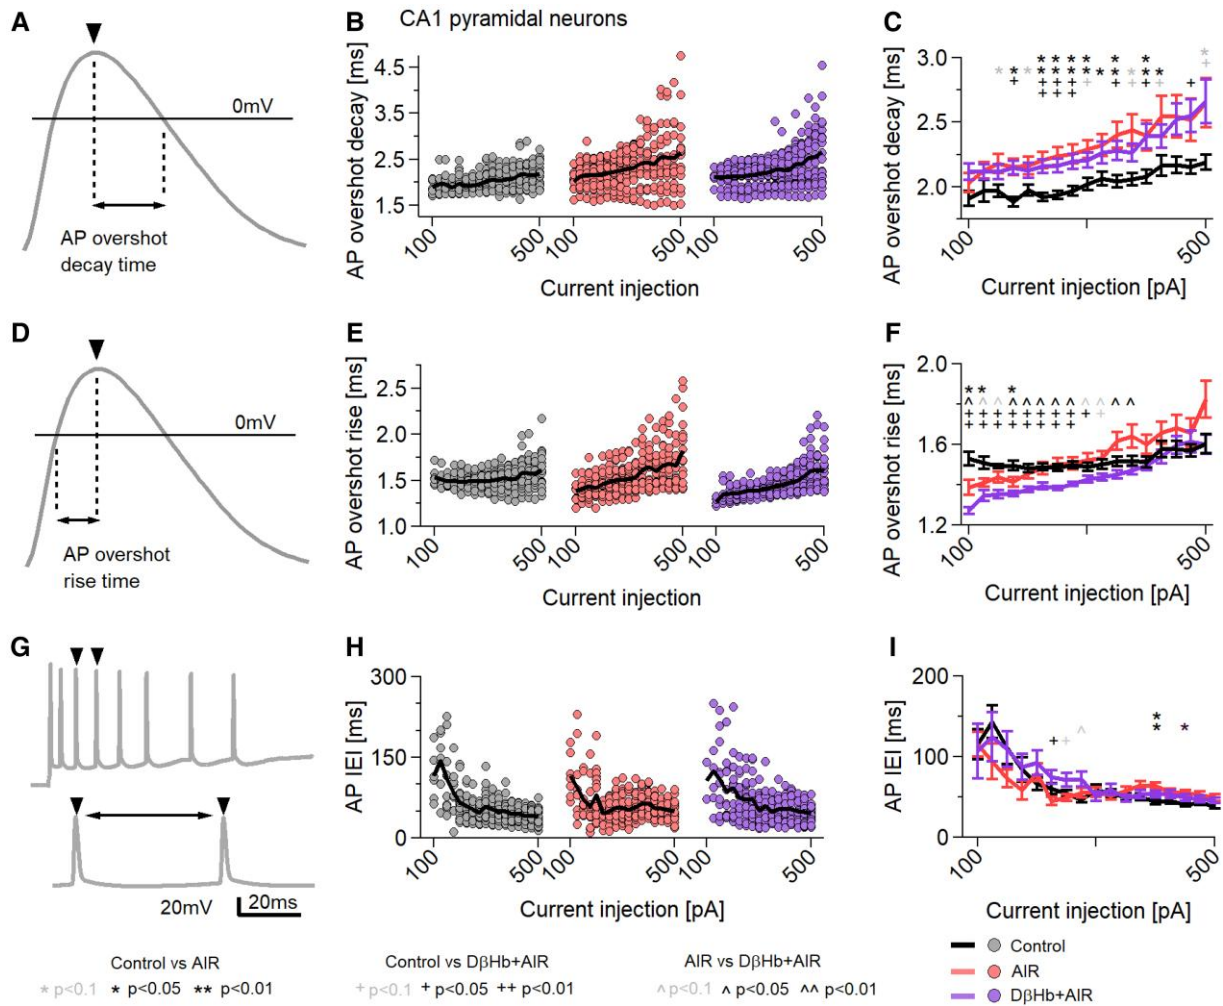 A
0mV
AP overshot
decay time
B CA1 pyramidal neurons
AP overshot decay [ms]
4.5
3.5
2.5
1.5
100
500
100
500
100
500
Current injection
C
AP overshot decay [ms]
3.0
2.5
2.0
100
500
Current injection [pA]
D
0mV
AP overshot
rise time
E
AP overshot rise [ms]
2.5
2.0
1.5
1.0
100
500
100
500
100
500
Current injection
F
AP overshot rise [ms]
2.0
1.6
1.2
100
500
Current injection [pA]
G
20mV
20ms
H
AP IEI [ms]
300
150
0
100
500
100
500
100
500
Current injection [pA]
I
AP IEI [ms]
200
100
0
100
500
Current injection [pA]
Control
AIR
DβHb+AIR
Control vs AIR
* p<0.1 * p<0.05 ** p<0.01
Control vs DβHb+AIR
+ p<0.1 + p<0.05 ++ p<0.01
AIR vs DβHb+AIR
^ p<0.1 ^ p<0.05 ^^ p<0.01